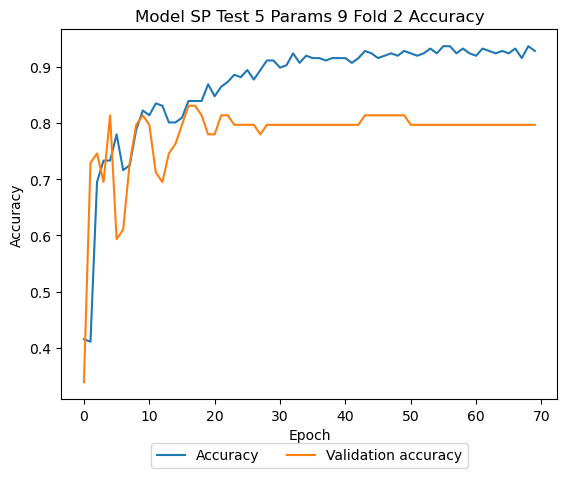 Model SP Test 5 Params 9 Fold 2 Accuracy
0.9
0.8
0.7
0.6
0.5
0.4
Accuracy
0 10 20 30 40 50 60 70
Epoch
Accuracy Validation accuracy